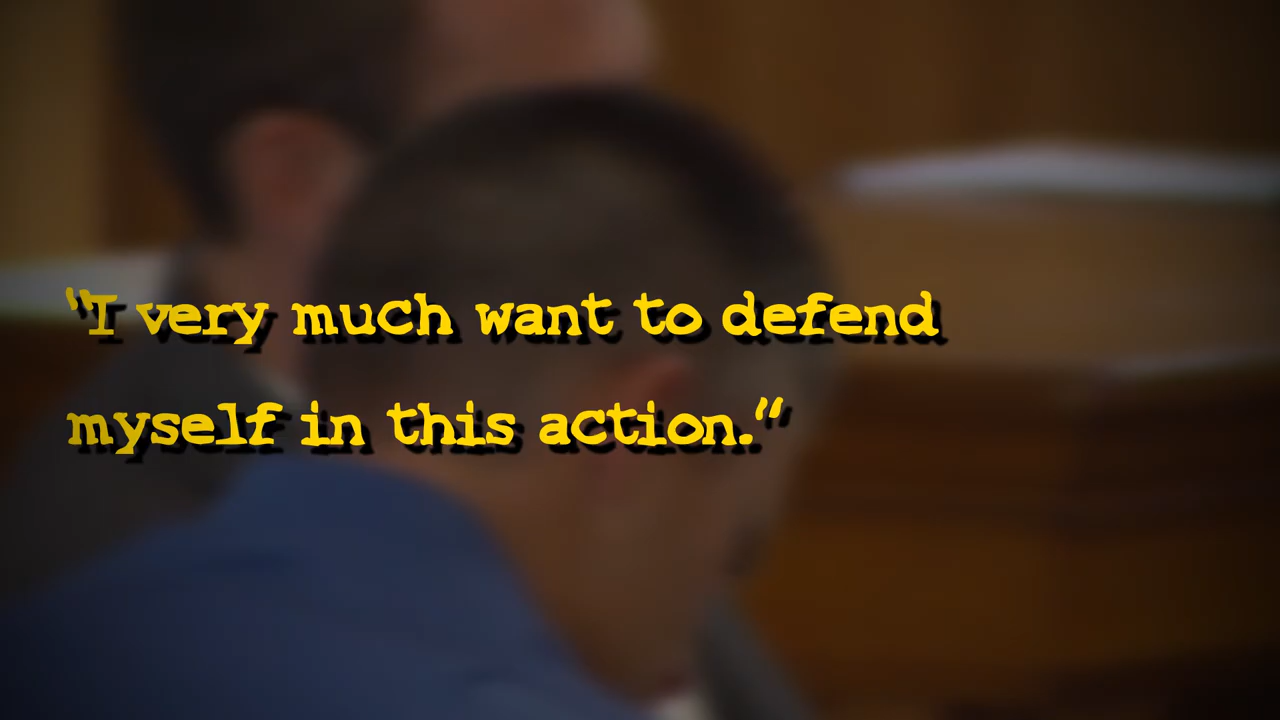 "I very much want to defend
myself in this action."